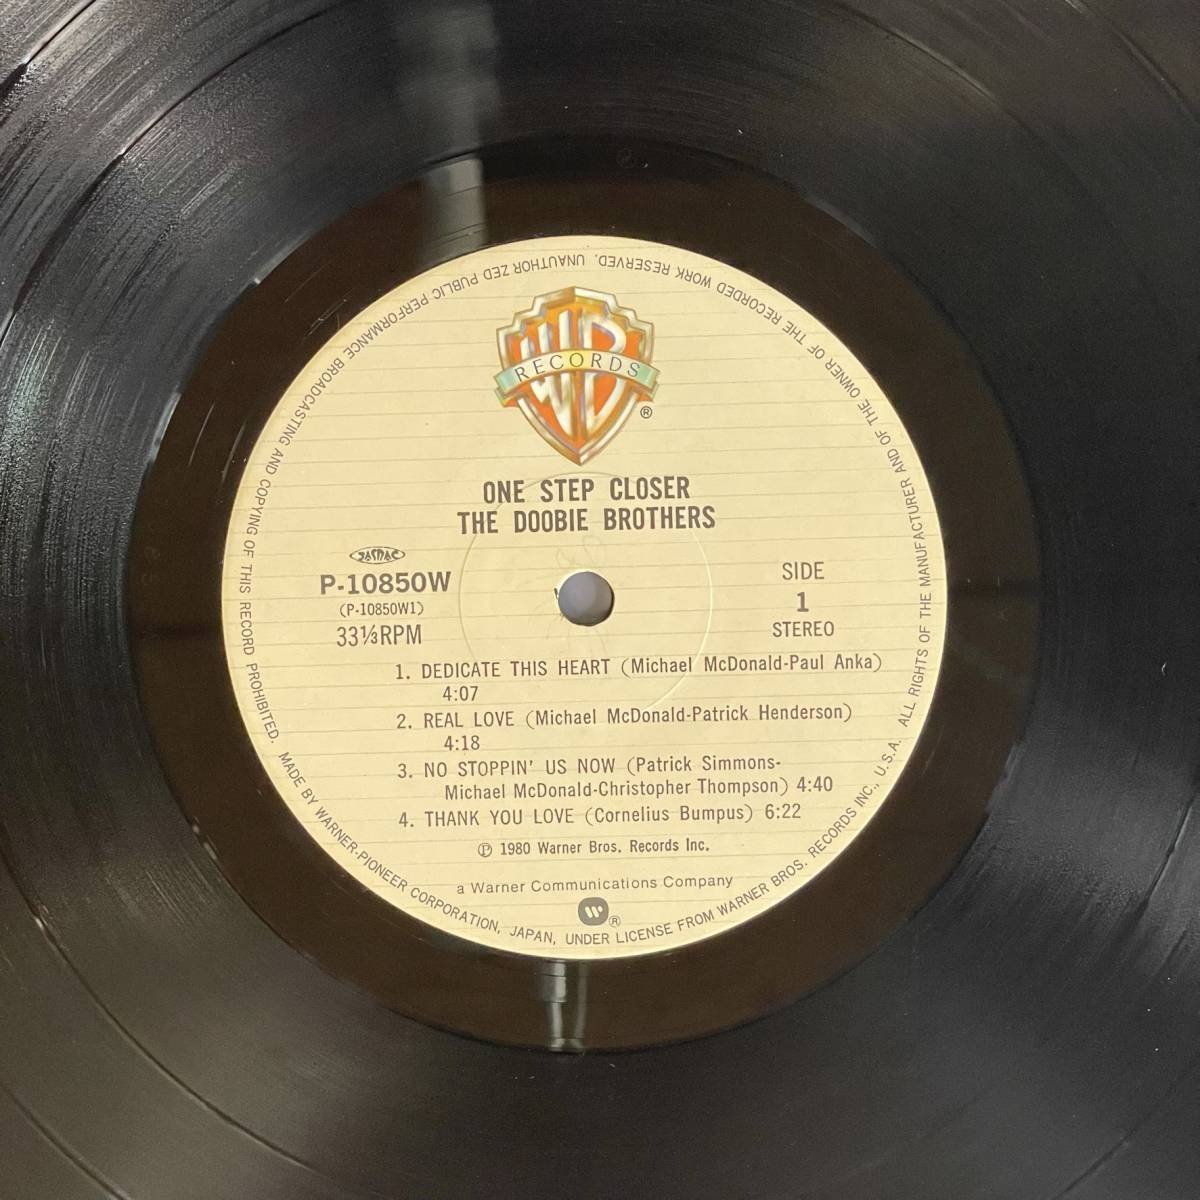 WB
RECORDS
®
ONE STEP CLOSER
THE DOOBIE BROTHERS
JASRAC
P-10850W
(P-10850W1)
33⅓RPM
SIDE
1
STEREO
1. DEDICATE THIS HEART (Michael McDonald-Paul Anka)
4:07
2. REAL LOVE (Michael McDonald-Patrick Henderson)
4:18
3. NO STOPPIN' US NOW (Patrick Simmons-
Michael McDonald-Christopher Thompson) 4:40
4. THANK YOU LOVE (Cornelius Bumpus) 6:22
℗ 1980 Warner Bros. Records Inc.
a Warner Communications Company
®
MADE BY WARNER-PIONEER CORPORATION, JAPAN, UNDER LICENSE FROM WARNER BROS. RECORDS INC., U.S.A. ALL RIGHTS OF THE MANUFACTURER AND OF THE OWNER OF THE RECORDED WORK RESERVED. UNAUTHOR ZED PUBLIC PERFORMANCE BROADCASTING AND COPYING OF THIS RECORD PROHIBITED.